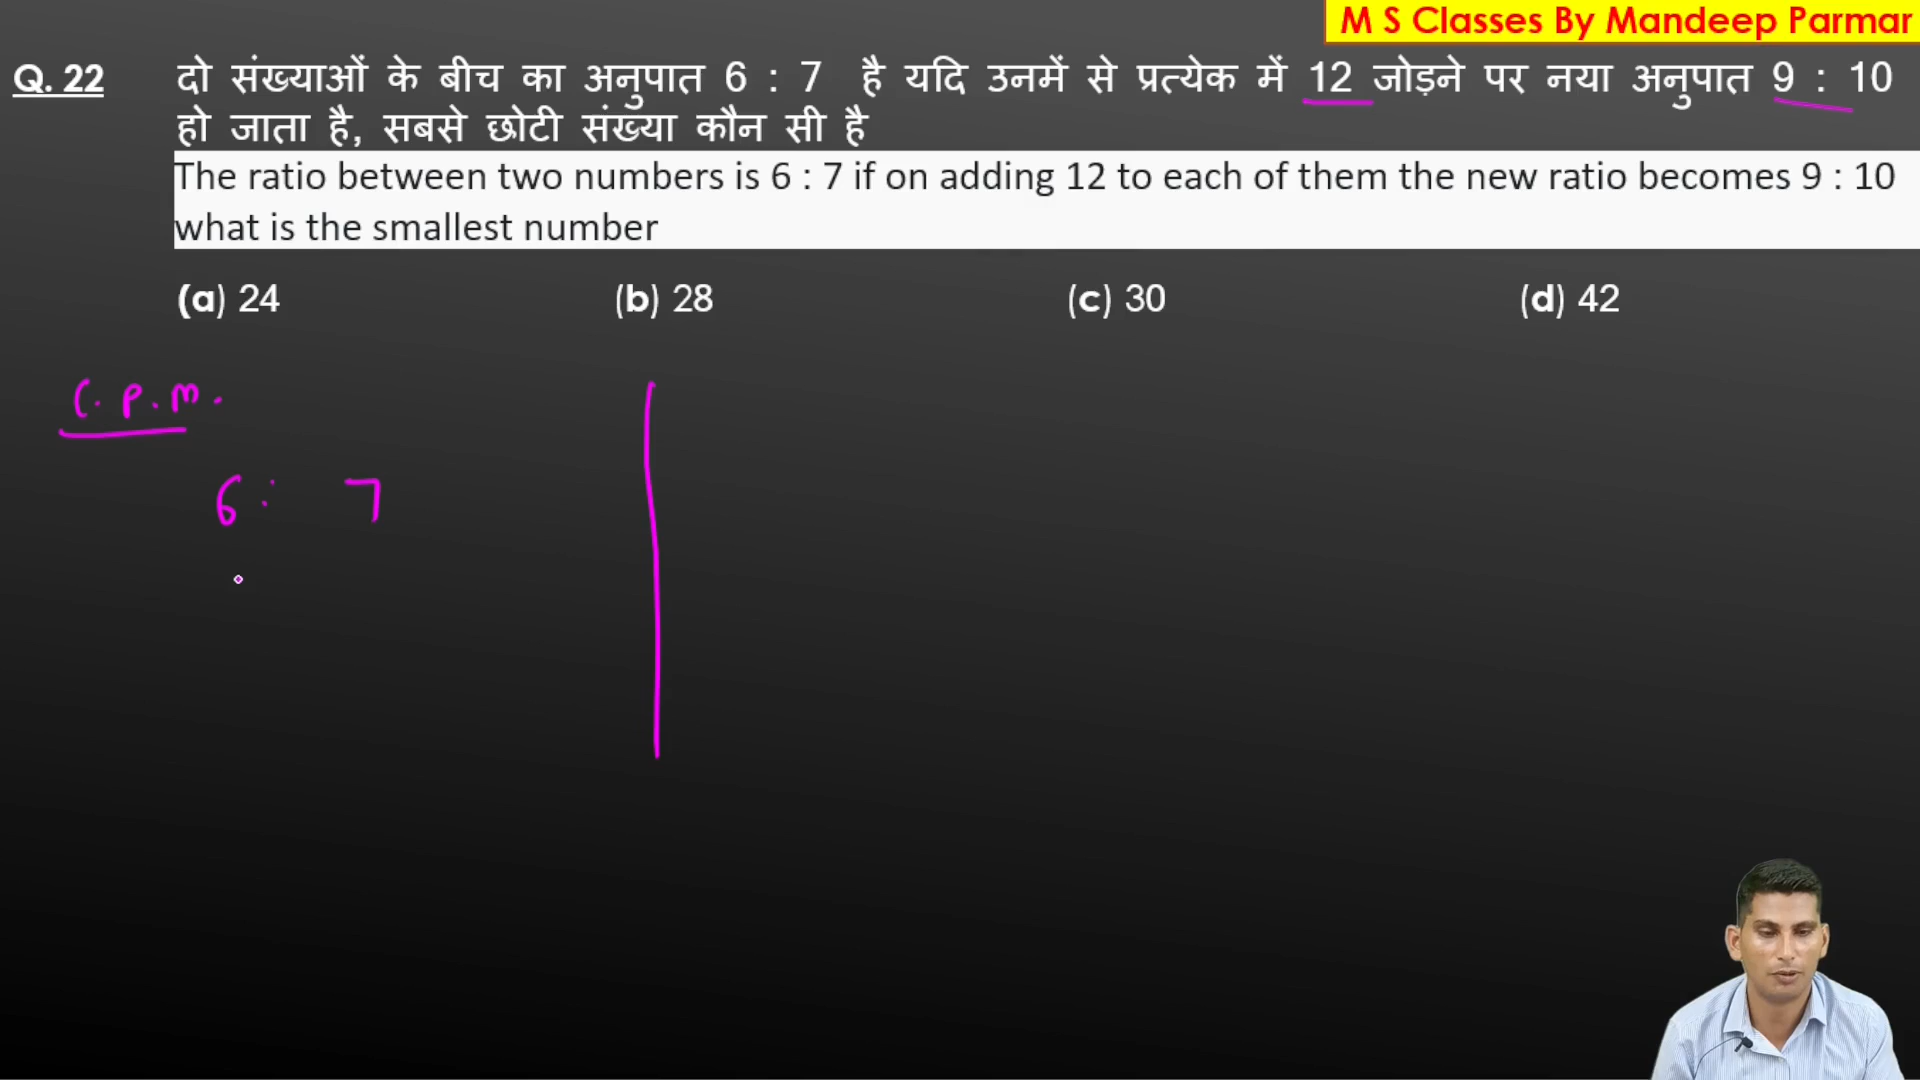 M S Classes By Mandeep Parmar
Q. 22 दो संख्याओं के बीच का अनुपात 6 : 7 है यदि उनमें से प्रत्येक में 12 जोड़ने पर नया अनुपात 9 : 10
हो जाता है, सबसे छोटी संख्या कौन सी है
The ratio between two numbers is 6 : 7 if on adding 12 to each of them the new ratio becomes 9 : 10
what is the smallest number
(a) 24 (b) 28 (c) 30 (d) 42
C. P. M.
6 : 7